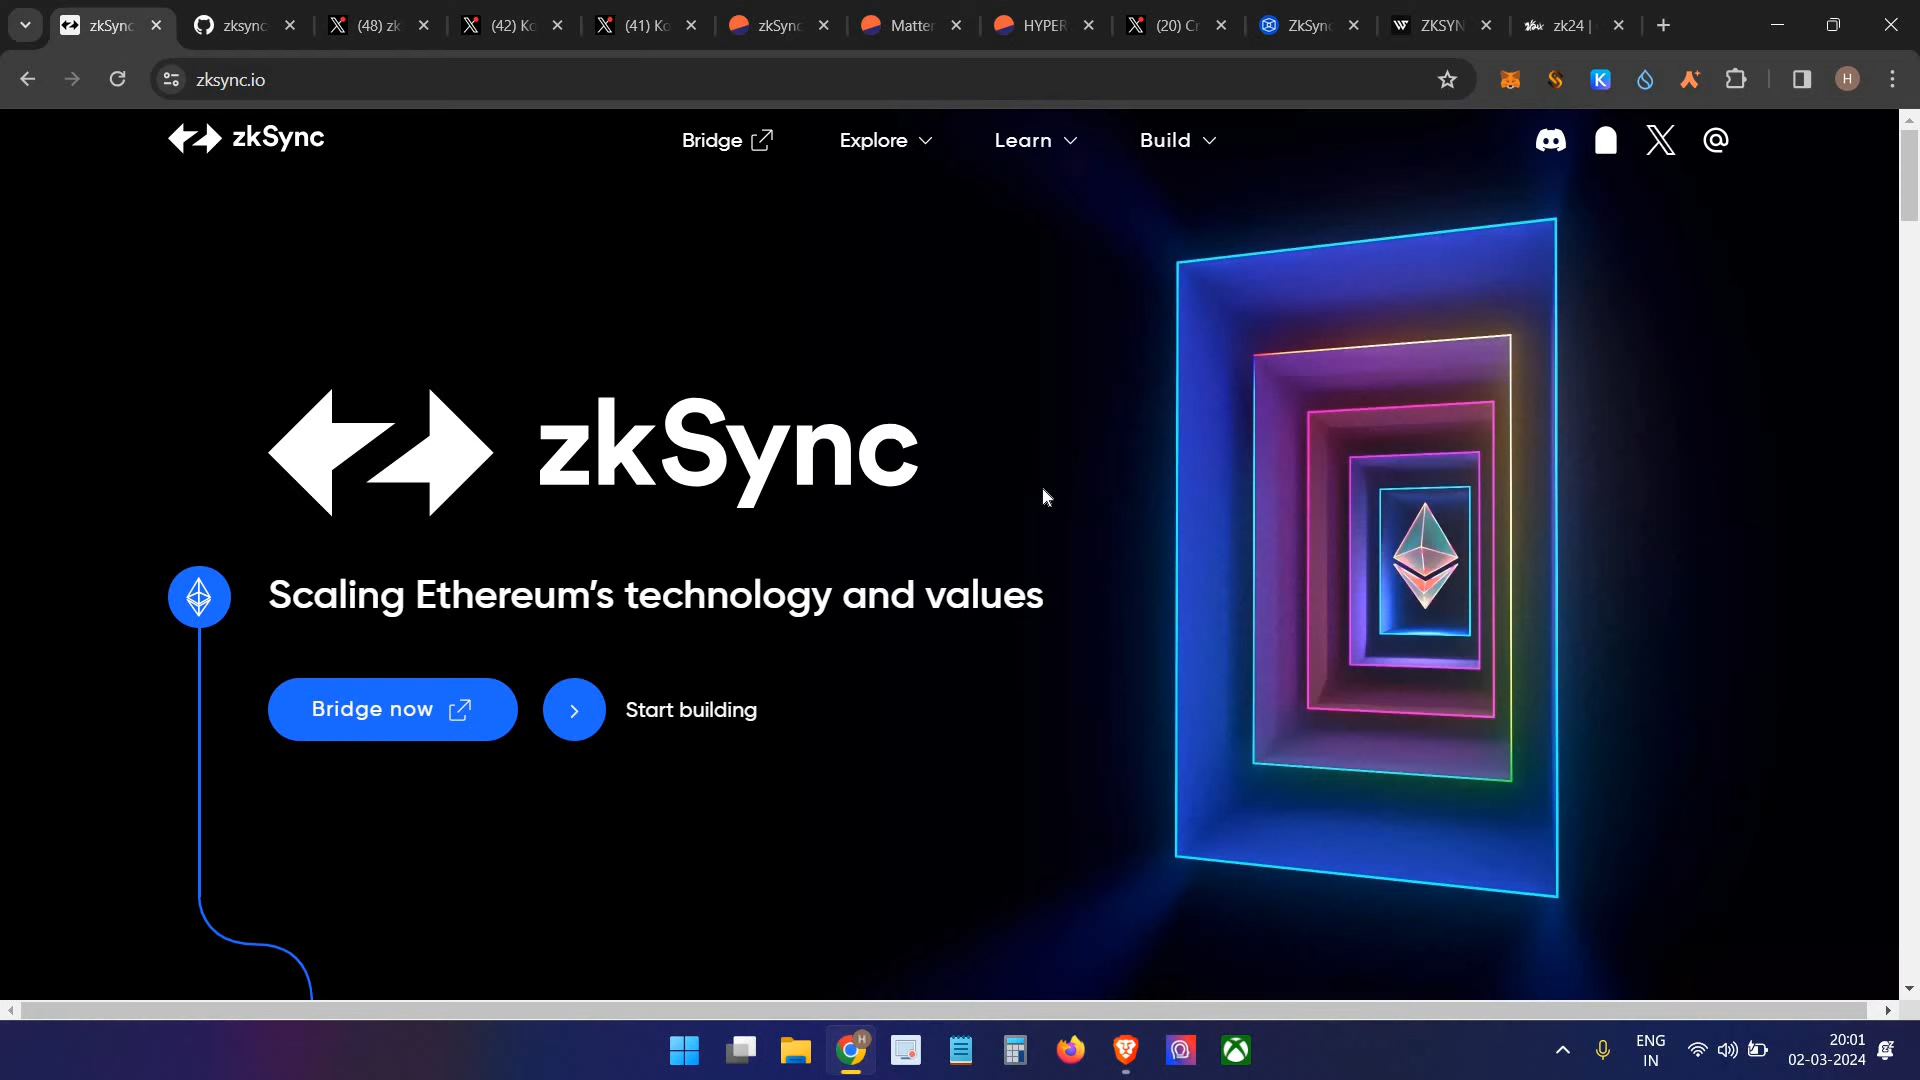 zkSync
zksync
(48) zk
(42) Ko
(41) Ko
zkSync
Matter
HYPER
(20) Cr
ZkSync
ZKSYN
zk24 |
zksync.io
H
zkSync
Bridge
Explore
Learn
Build
zkSync
Scaling Ethereum’s technology and values
Bridge now
Start building
H
ENG
IN
20:01
02-03-2024